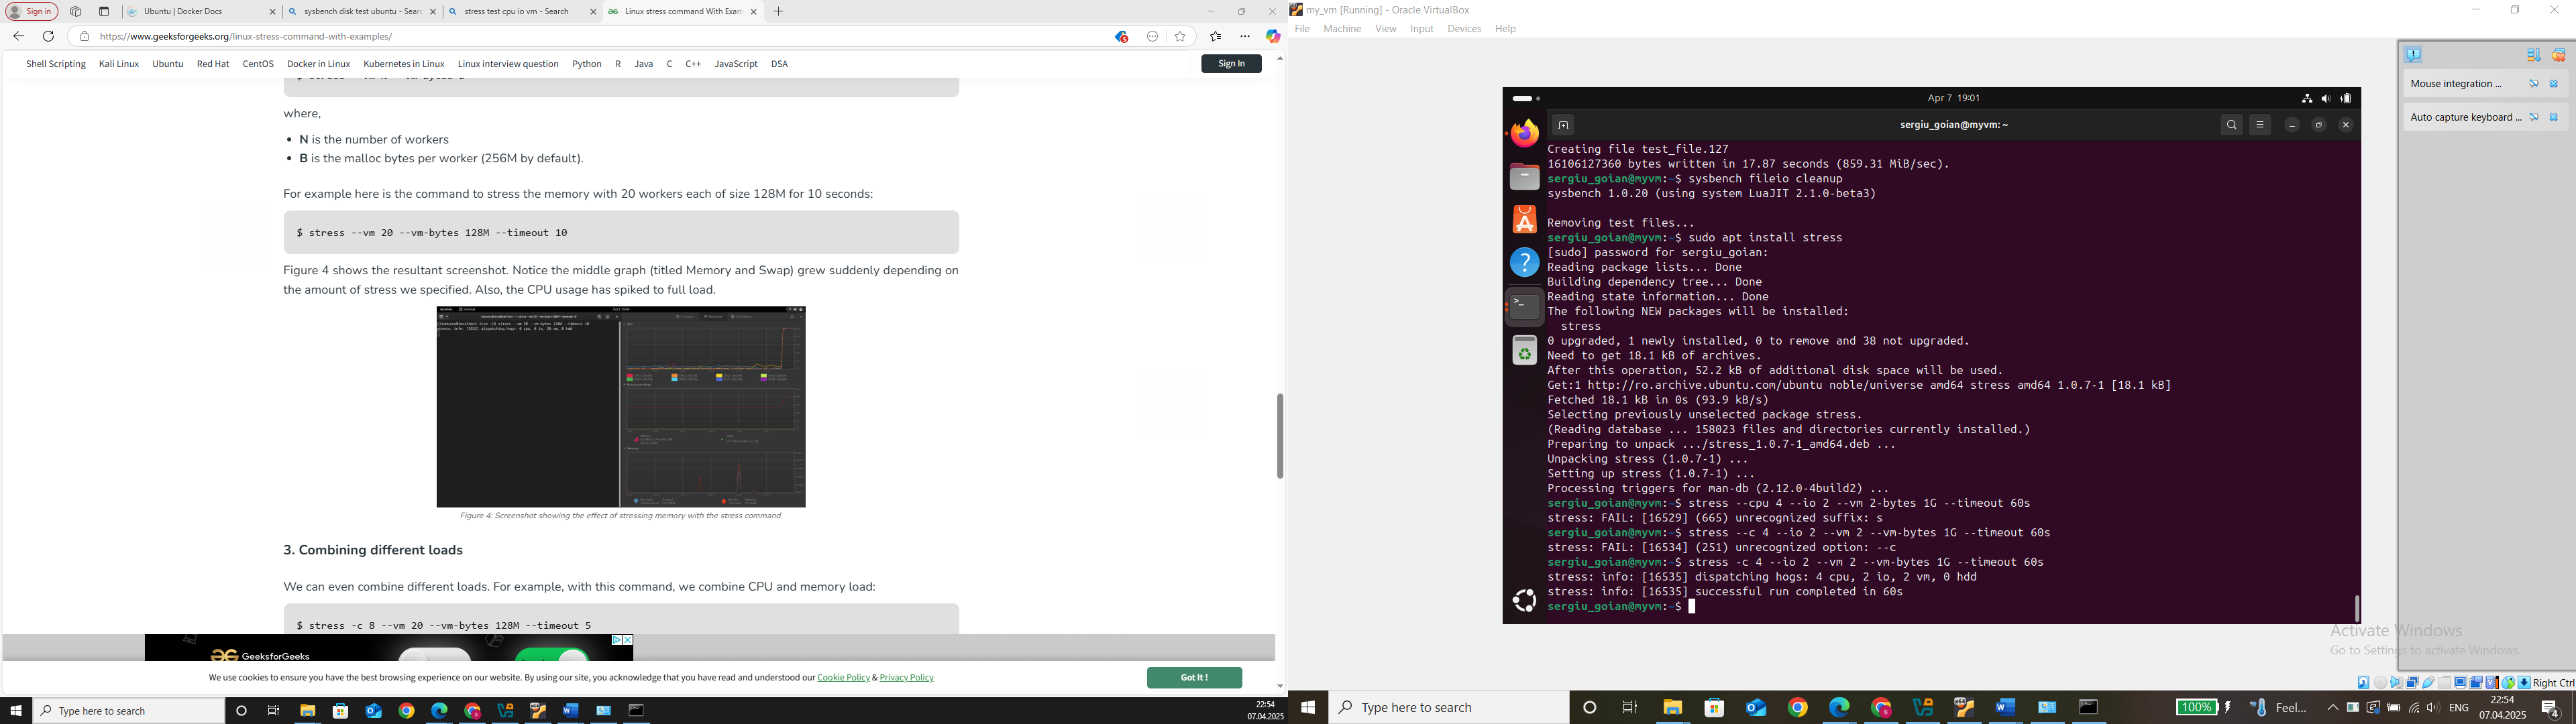 Sign in
Ubuntu | Docker Docs
sysbench disk test ubuntu - Searc
stress test cpu io vm - Search
Linux stress command With Exam
https://www.geeksforgeeks.org/linux-stress-command-with-examples/
Shell Scripting Kali Linux Ubuntu Red Hat CentOS Docker in Linux Kubernetes in Linux Linux interview question Python R Java C C++ JavaScript DSA
Sign In
where,
• N is the number of workers
• B is the malloc bytes per worker (256M by default).
For example here is the command to stress the memory with 20 workers each of size 128M for 10 seconds:
$ stress --vm 20 --vm-bytes 128M --timeout 10
Figure 4 shows the resultant screenshot. Notice the middle graph (titled Memory and Swap) grew suddenly depending on
the amount of stress we specified. Also, the CPU usage has spiked to full load.
Figure 4: Screenshot showing the effect of stressing memory with the stress command.
3. Combining different loads
We can even combine different loads. For example, with this command, we combine CPU and memory load:
$ stress -c 8 --vm 20 --vm-bytes 128M --timeout 5
GeeksforGeeks
We use cookies to ensure you have the best browsing experience on our website. By using our site, you acknowledge that you have read and understood our Cookie Policy & Privacy Policy
Got It !
Type here to search
22:54
07.04.2025
my_vm [Running] - Oracle VirtualBox
File Machine View Input Devices Help
Mouse integration ...
Auto capture keyboard ...
Apr 7 19:01
sergiu_goian@myvm: ~
Creating file test_file.127
16106127360 bytes written in 17.87 seconds (859.31 MiB/sec).
sergiu_goian@myvm:~$ sysbench fileio cleanup
sysbench 1.0.20 (using system LuaJIT 2.1.0-beta3)
Removing test files...
sergiu_goian@myvm:~$ sudo apt install stress
[sudo] password for sergiu_goian:
Reading package lists... Done
Building dependency tree... Done
Reading state information... Done
The following NEW packages will be installed:
stress
0 upgraded, 1 newly installed, 0 to remove and 38 not upgraded.
Need to get 18.1 kB of archives.
After this operation, 52.2 kB of additional disk space will be used.
Get:1 http://ro.archive.ubuntu.com/ubuntu noble/universe amd64 stress amd64 1.0.7-1 [18.1 kB]
Fetched 18.1 kB in 0s (93.9 kB/s)
Selecting previously unselected package stress.
(Reading database ... 158023 files and directories currently installed.)
Preparing to unpack .../stress_1.0.7-1_amd64.deb ...
Unpacking stress (1.0.7-1) ...
Setting up stress (1.0.7-1) ...
Processing triggers for man-db (2.12.0-4build2) ...
sergiu_goian@myvm:~$ stress --cpu 4 --io 2 --vm 2-bytes 1G --timeout 60s
stress: FAIL: [16529] (665) unrecognized suffix: s
sergiu_goian@myvm:~$ stress --c 4 --io 2 --vm 2 --vm-bytes 1G --timeout 60s
stress: FAIL: [16534] (251) unrecognized option: --c
sergiu_goian@myvm:~$ stress -c 4 --io 2 --vm 2 --vm-bytes 1G --timeout 60s
stress: info: [16535] dispatching hogs: 4 cpu, 2 io, 2 vm, 0 hdd
stress: info: [16535] successful run completed in 60s
sergiu_goian@myvm:~$
Activate Windows
Go to Settings to activate Windows.
Right Ctrl
Type here to search
100%
Feel...
ENG
22:54
07.04.2025
4